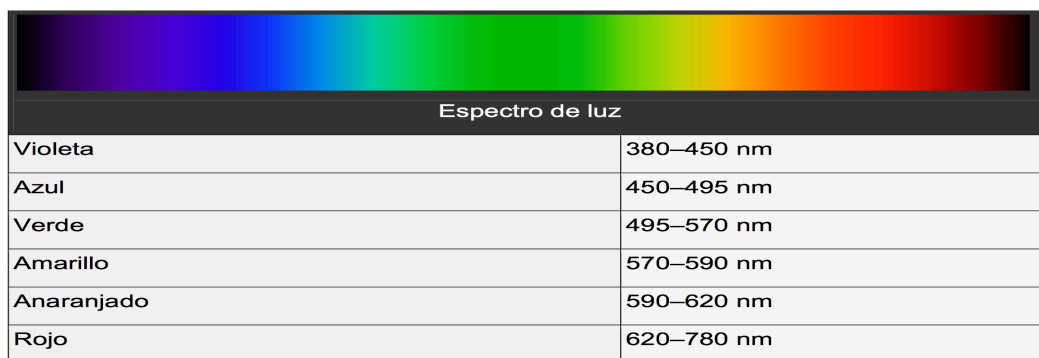 Espectro de luz
Violeta 380–450 nm
Azul 450–495 nm
Verde 495–570 nm
Amarillo 570–590 nm
Anaranjado 590–620 nm
Rojo 620–780 nm